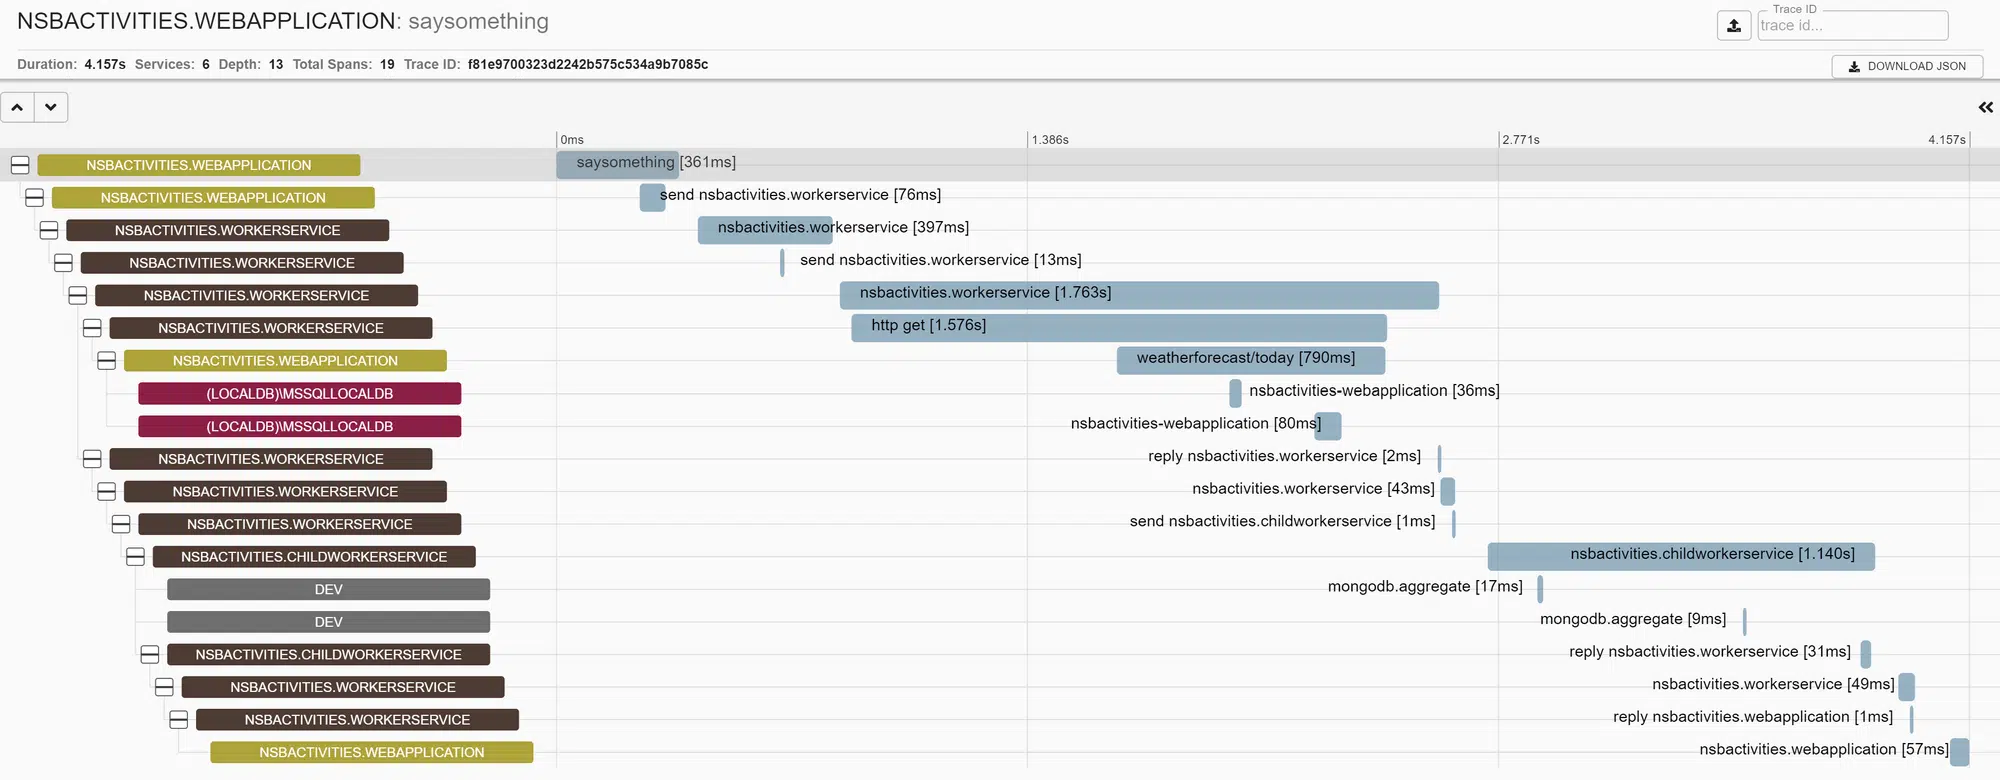 NSBACTIVITIES.WEBAPPLICATION: saysomething
Trace ID
trace id...
Duration: 4.157s Services: 6 Depth: 13 Total Spans: 19 Trace ID: f81e9700323d2242b575c534a9b7085c
DOWNLOAD JSON
0ms 1.386s 2.771s 4.157s
NSBACTIVITIES.WEBAPPLICATION saysomething [361ms]
NSBACTIVITIES.WEBAPPLICATION send nsbactivities.workerservice [76ms]
NSBACTIVITIES.WORKERSERVICE nsbactivities.workerservice [397ms]
NSBACTIVITIES.WORKERSERVICE send nsbactivities.workerservice [13ms]
NSBACTIVITIES.WORKERSERVICE nsbactivities.workerservice [1.763s]
NSBACTIVITIES.WORKERSERVICE http get [1.576s]
NSBACTIVITIES.WEBAPPLICATION weatherforecast/today [790ms]
(LOCALDB)\MSSQLLOCALDB nsbactivities-webapplication [36ms]
(LOCALDB)\MSSQLLOCALDB nsbactivities-webapplication [80ms]
NSBACTIVITIES.WORKERSERVICE reply nsbactivities.workerservice [2ms]
NSBACTIVITIES.WORKERSERVICE nsbactivities.workerservice [43ms]
NSBACTIVITIES.WORKERSERVICE send nsbactivities.childworkerservice [1ms]
NSBACTIVITIES.CHILDWORKERSERVICE nsbactivities.childworkerservice [1.140s]
DEV mongodb.aggregate [17ms]
DEV mongodb.aggregate [9ms]
NSBACTIVITIES.CHILDWORKERSERVICE reply nsbactivities.workerservice [31ms]
NSBACTIVITIES.WORKERSERVICE nsbactivities.workerservice [49ms]
NSBACTIVITIES.WORKERSERVICE reply nsbactivities.webapplication [1ms]
NSBACTIVITIES.WEBAPPLICATION nsbactivities.webapplication [57ms]